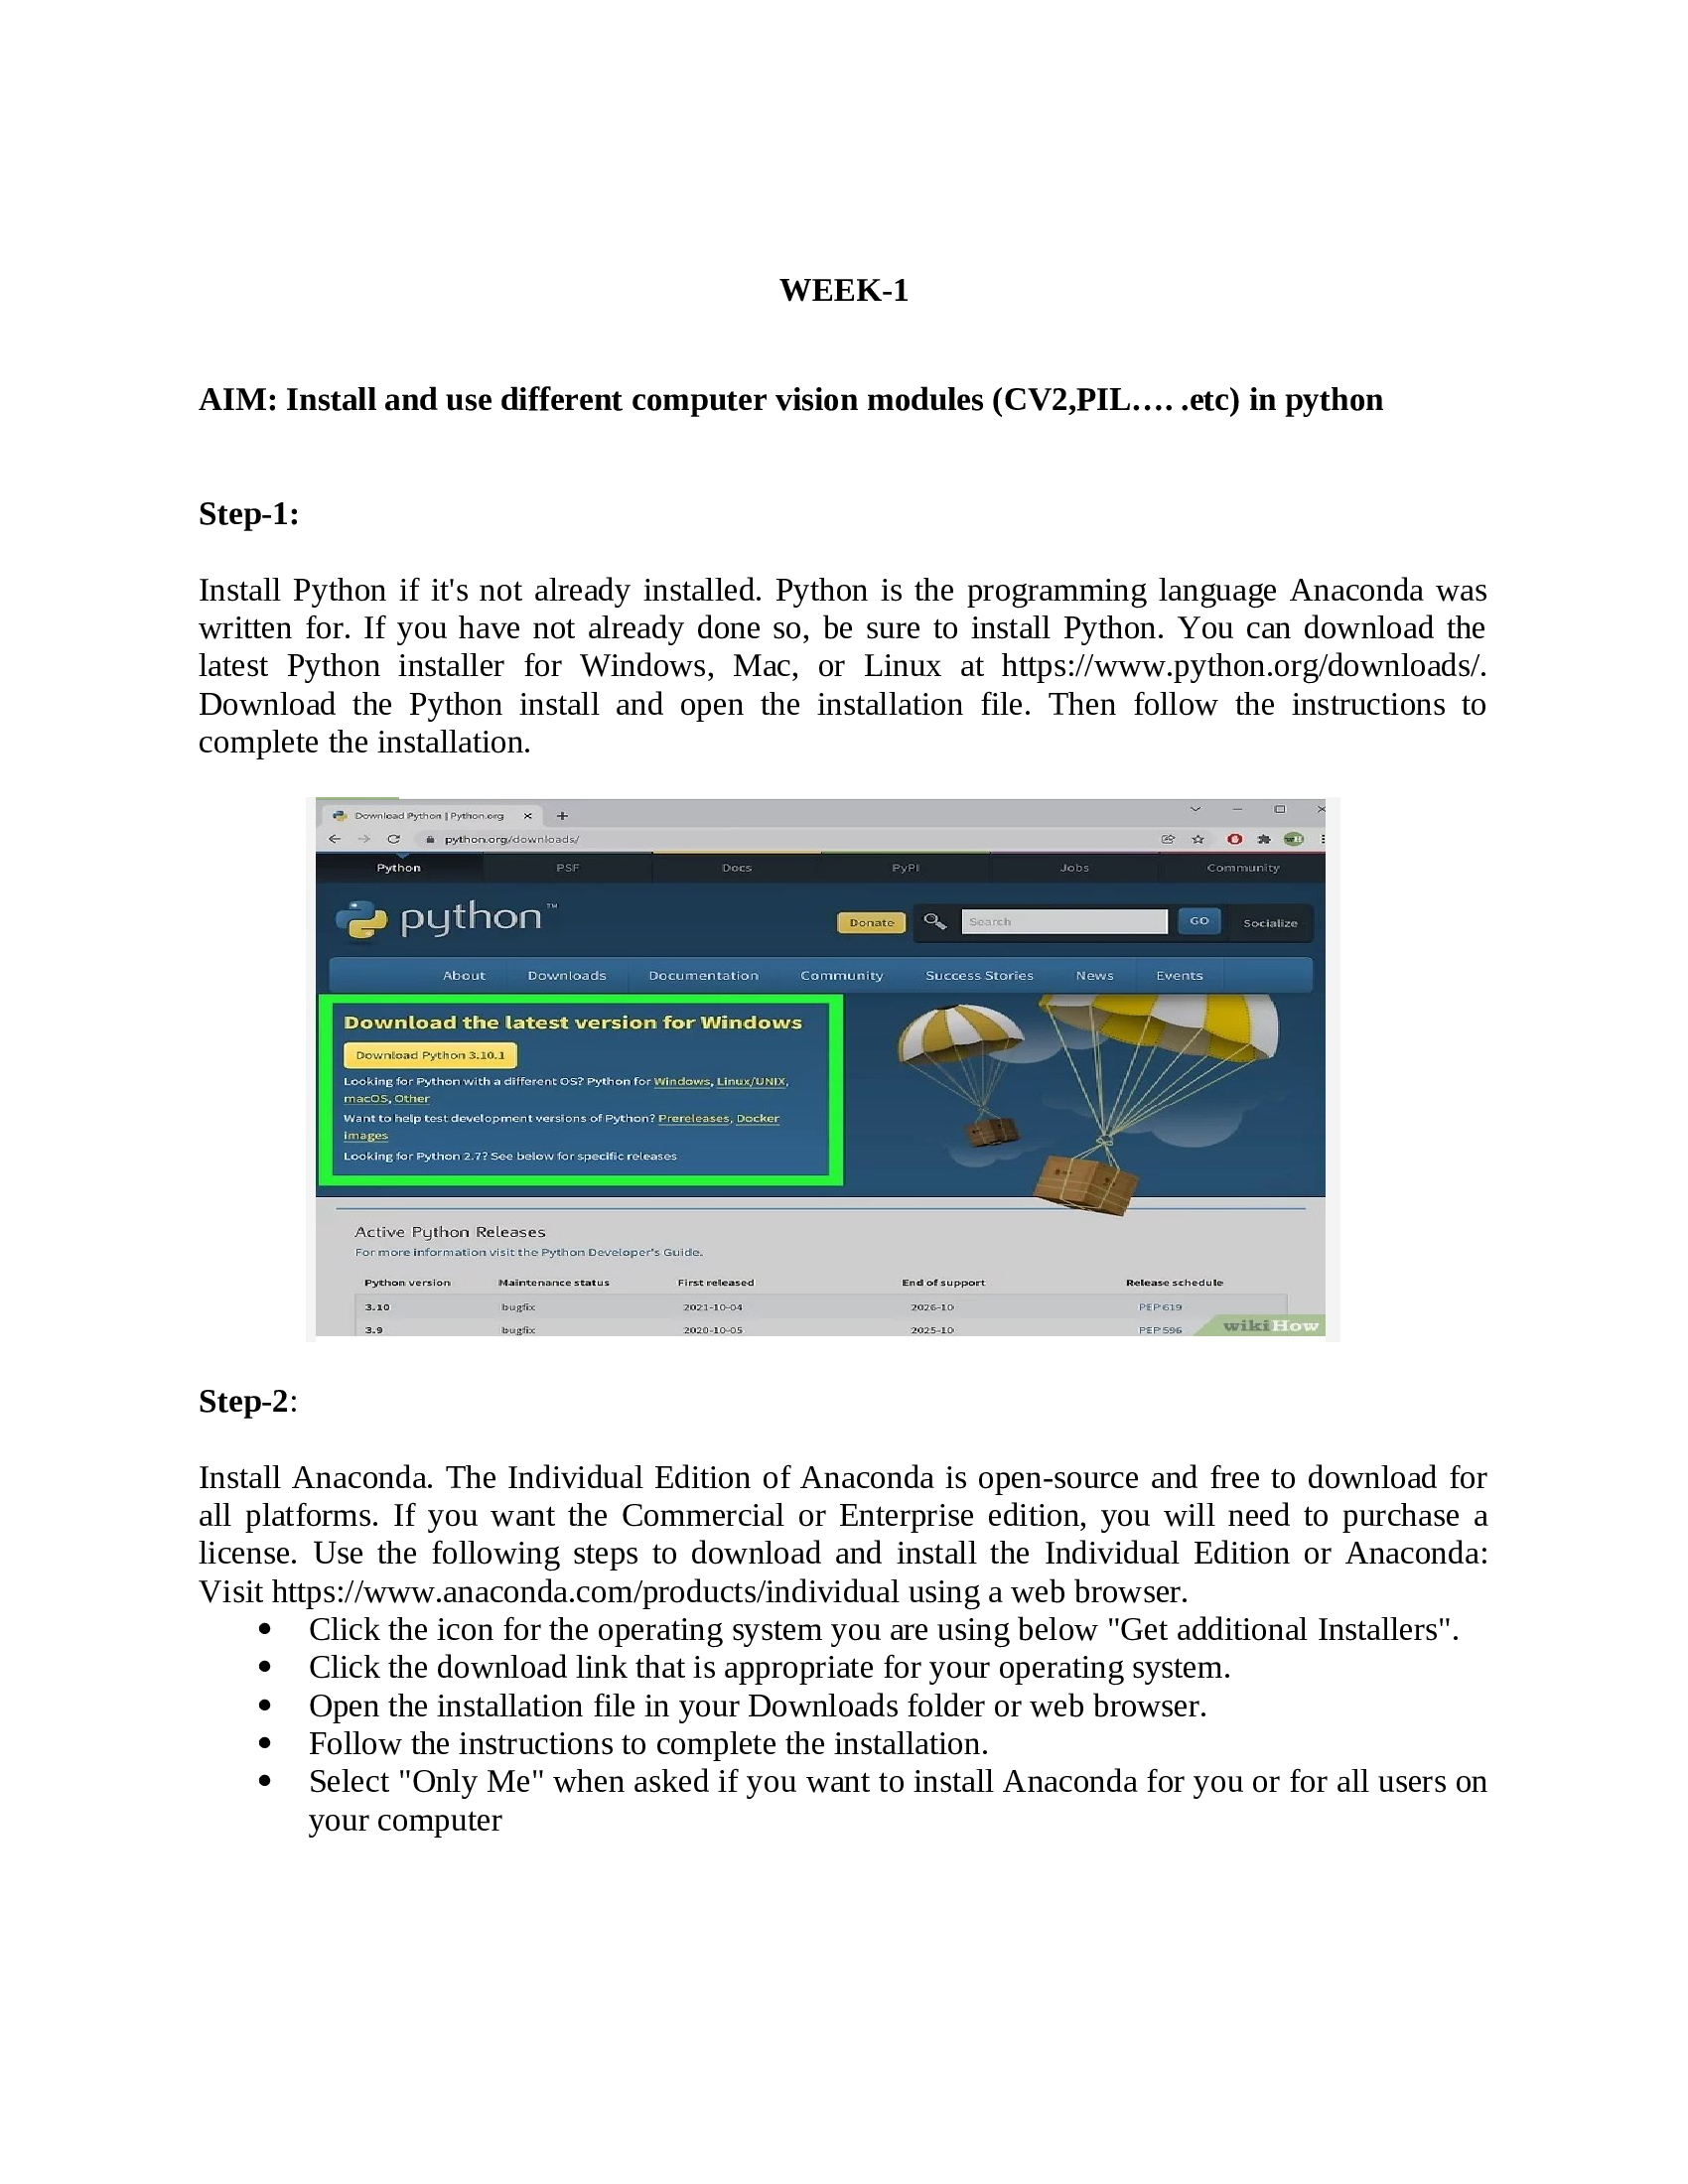 WEEK-1
AIM: Install and use different computer vision modules (CV2,PIL…. .etc) in python
Step-1:
Install Python if it's not already installed. Python is the programming language Anaconda was
written for. If you have not already done so, be sure to install Python. You can download the
latest Python installer for Windows, Mac, or Linux at https://www.python.org/downloads/.
Download the Python install and open the installation file. Then follow the instructions to
complete the installation.
Download Python | Python.org
python.org/downloads/
Python PSF Docs PyPI Jobs Community
python™
Donate Search GO Socialize
About Downloads Documentation Community Success Stories News Events
Download the latest version for Windows
Download Python 3.10.1
Looking for Python with a different OS? Python for Windows, Linux/UNIX,
macOS, Other
Want to help test development versions of Python? Prereleases, Docker
images
Looking for Python 2.7? See below for specific releases
Active Python Releases
For more information visit the Python Developer's Guide.
Python version Maintenance status First released End of support Release schedule
3.10 bugfix 2021-10-04 2026-10 PEP 619
3.9 bugfix 2020-10-05 2025-10 PEP 596
wikiHow
Step-2:
Install Anaconda. The Individual Edition of Anaconda is open-source and free to download for
all platforms. If you want the Commercial or Enterprise edition, you will need to purchase a
license. Use the following steps to download and install the Individual Edition or Anaconda:
Visit https://www.anaconda.com/products/individual using a web browser.
• Click the icon for the operating system you are using below "Get additional Installers".
• Click the download link that is appropriate for your operating system.
• Open the installation file in your Downloads folder or web browser.
• Follow the instructions to complete the installation.
• Select "Only Me" when asked if you want to install Anaconda for you or for all users on
your computer